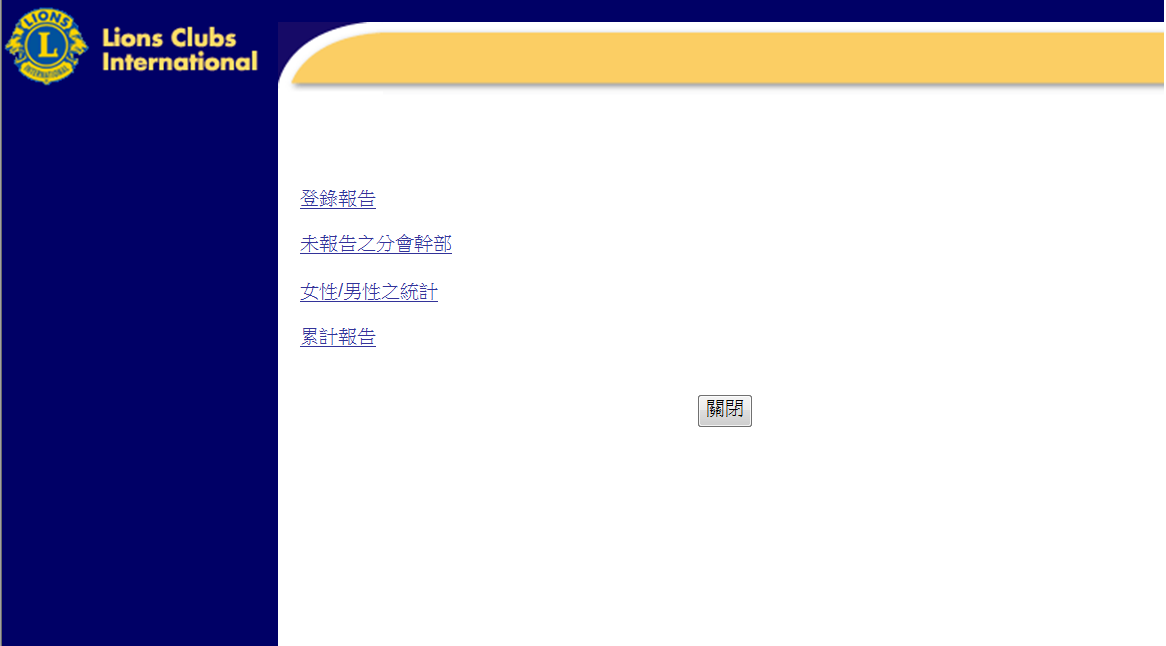 LIONS
L
INTERNATIONAL
Lions Clubs
International
登錄報告
未報告之分會幹部
女性/男性之統計
累計報告
關閉